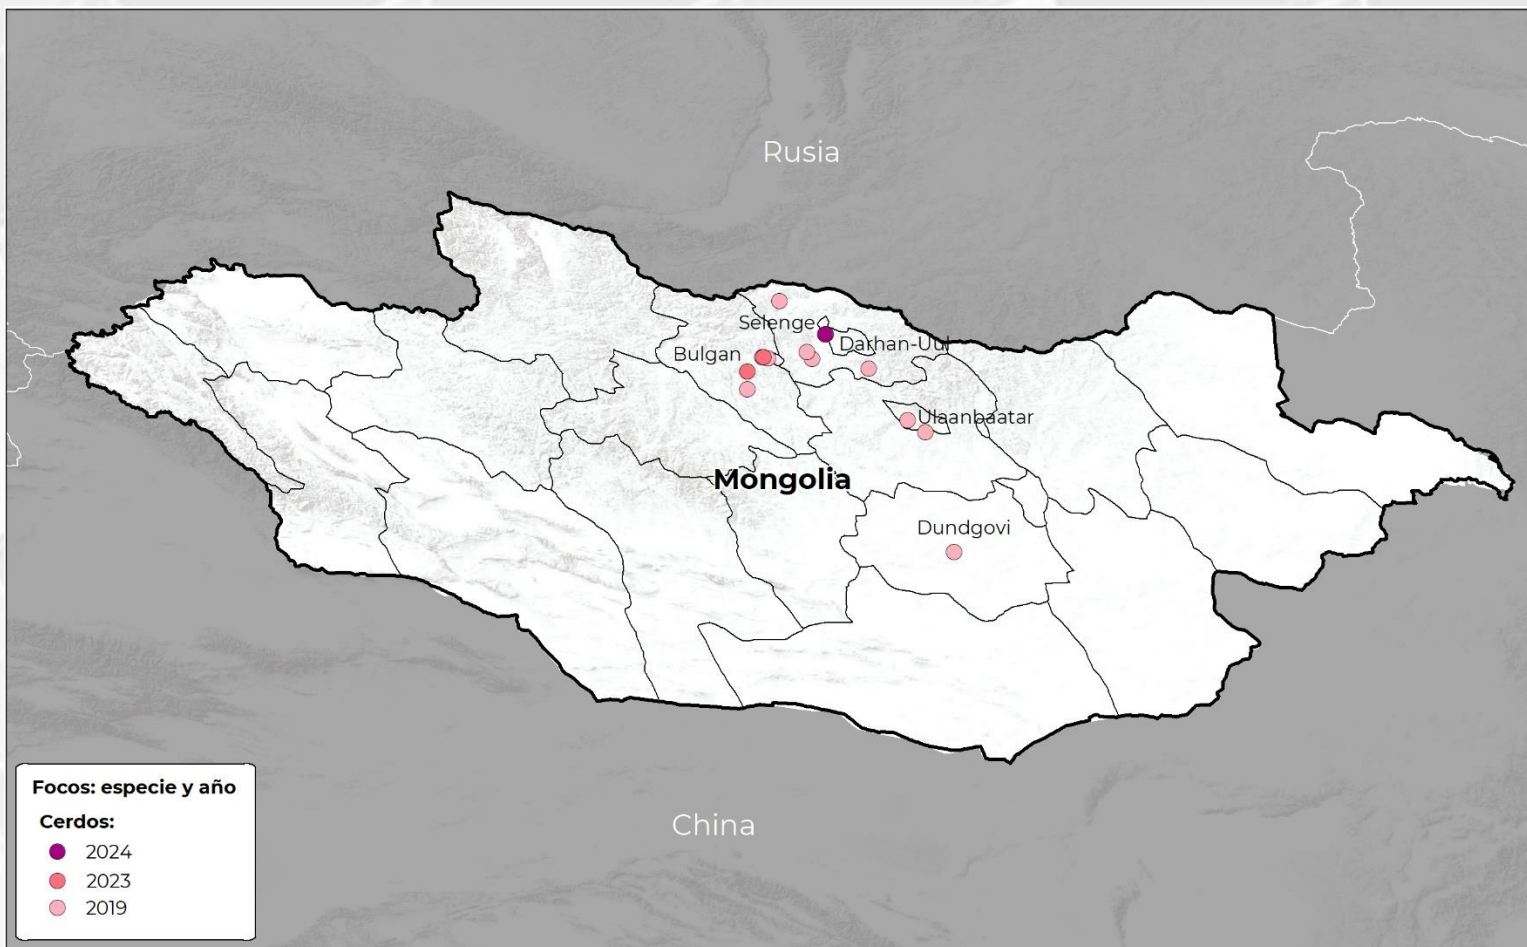 Rusia
Selenge
Darhan-Uul
Bulgan
Ulaanbaatar
Mongolia
Dundgovi
Focos: especie y año
Cerdos:
2024
2023
2019
China